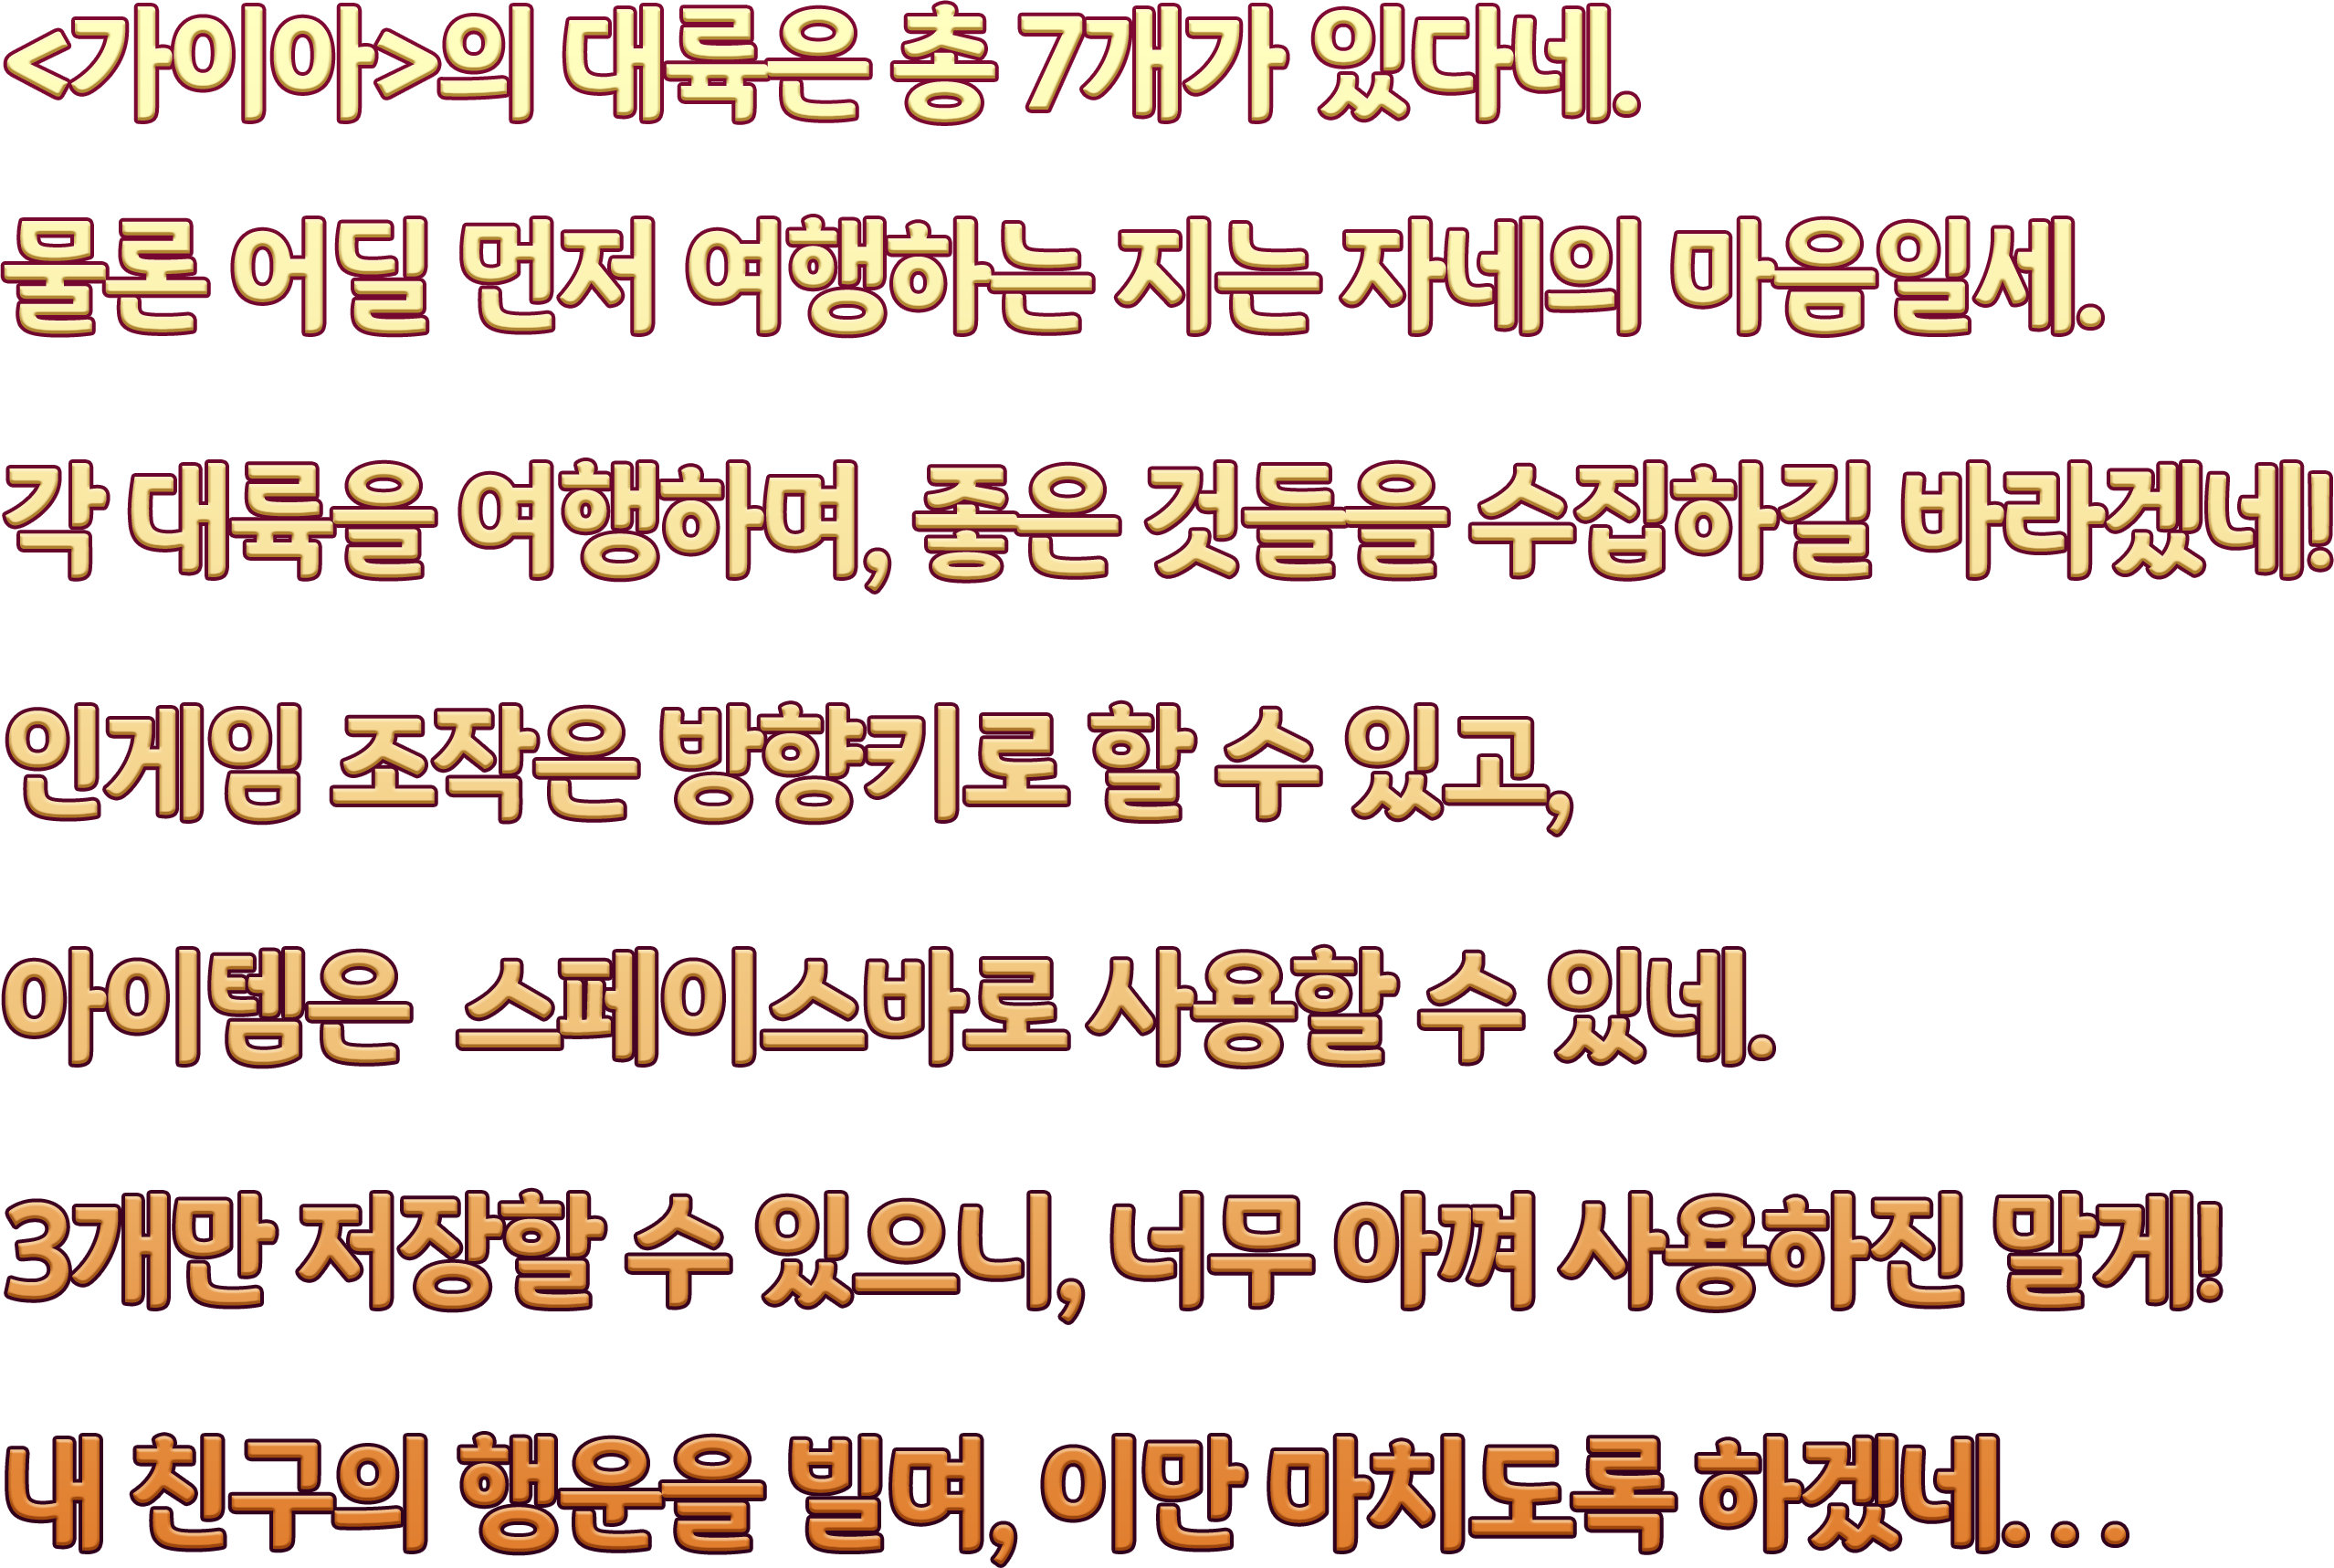 <가이아>의 대륙은 총 7개가 있다네.
물론 어딜 먼저 여행하는 지는 자네의 마음일세.
각 대륙을 여행하며, 좋은 것들을 수집하길 바라겠네!
인게임 조작은 방향키로 할 수 있고,
아이템은 스페이스바로 사용할 수 있네.
3개만 저장할 수 있으니, 너무 아껴 사용하진 말게!
내 친구의 행운을 빌며, 이만 마치도록 하겠네...